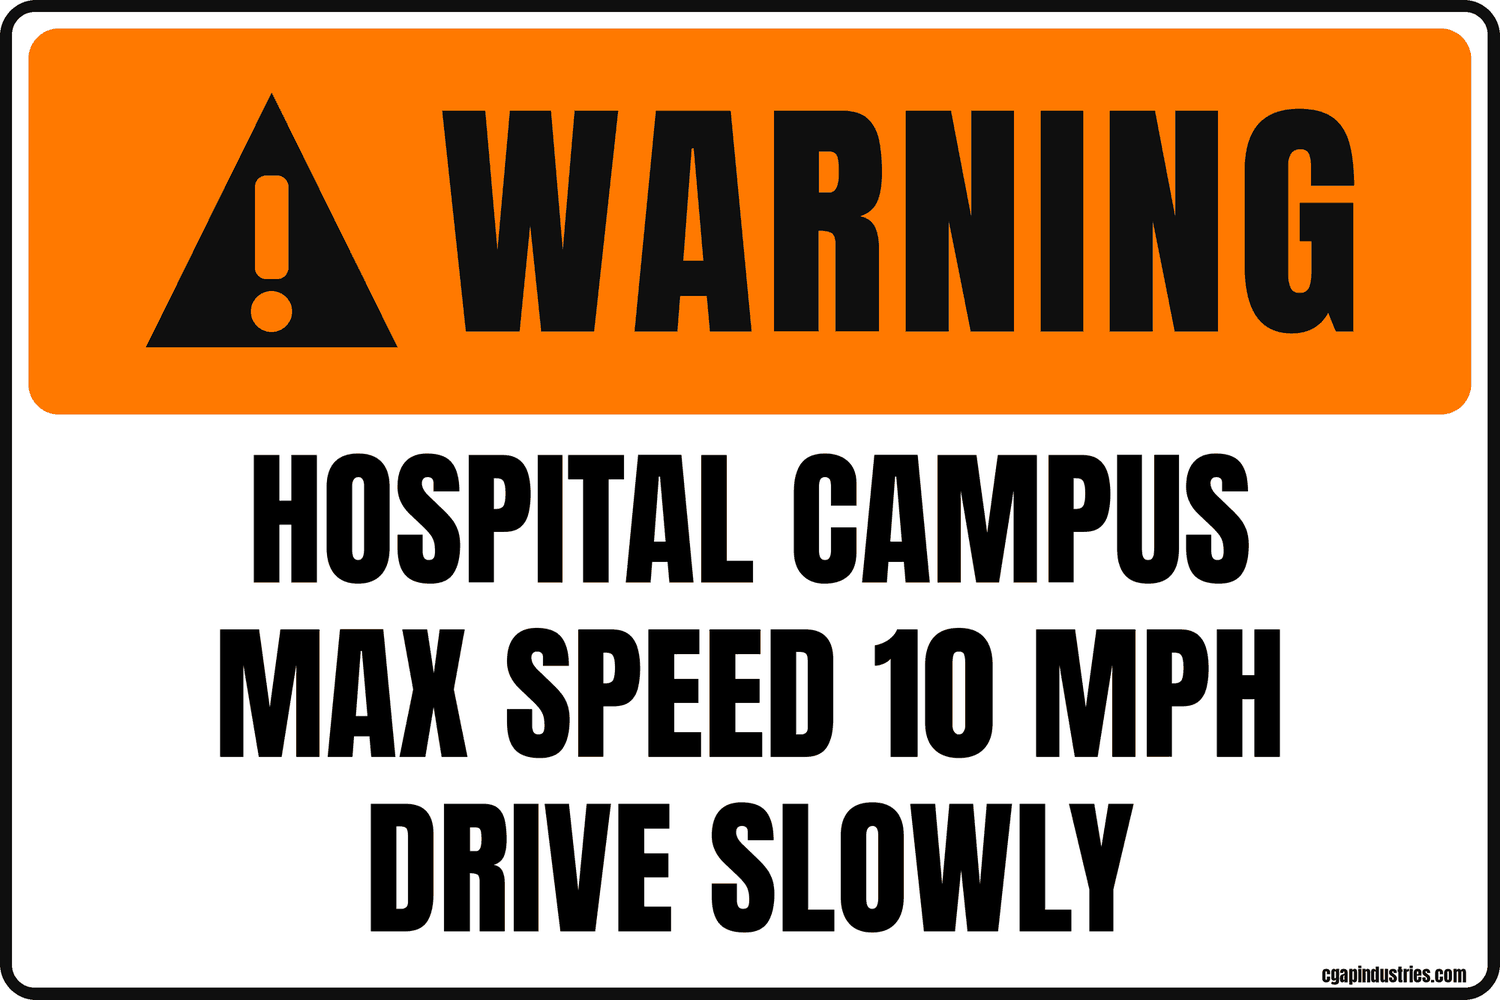 WARNING
HOSPITAL CAMPUS
MAX SPEED 10 MPH
DRIVE SLOWLY
cgapindustries.com